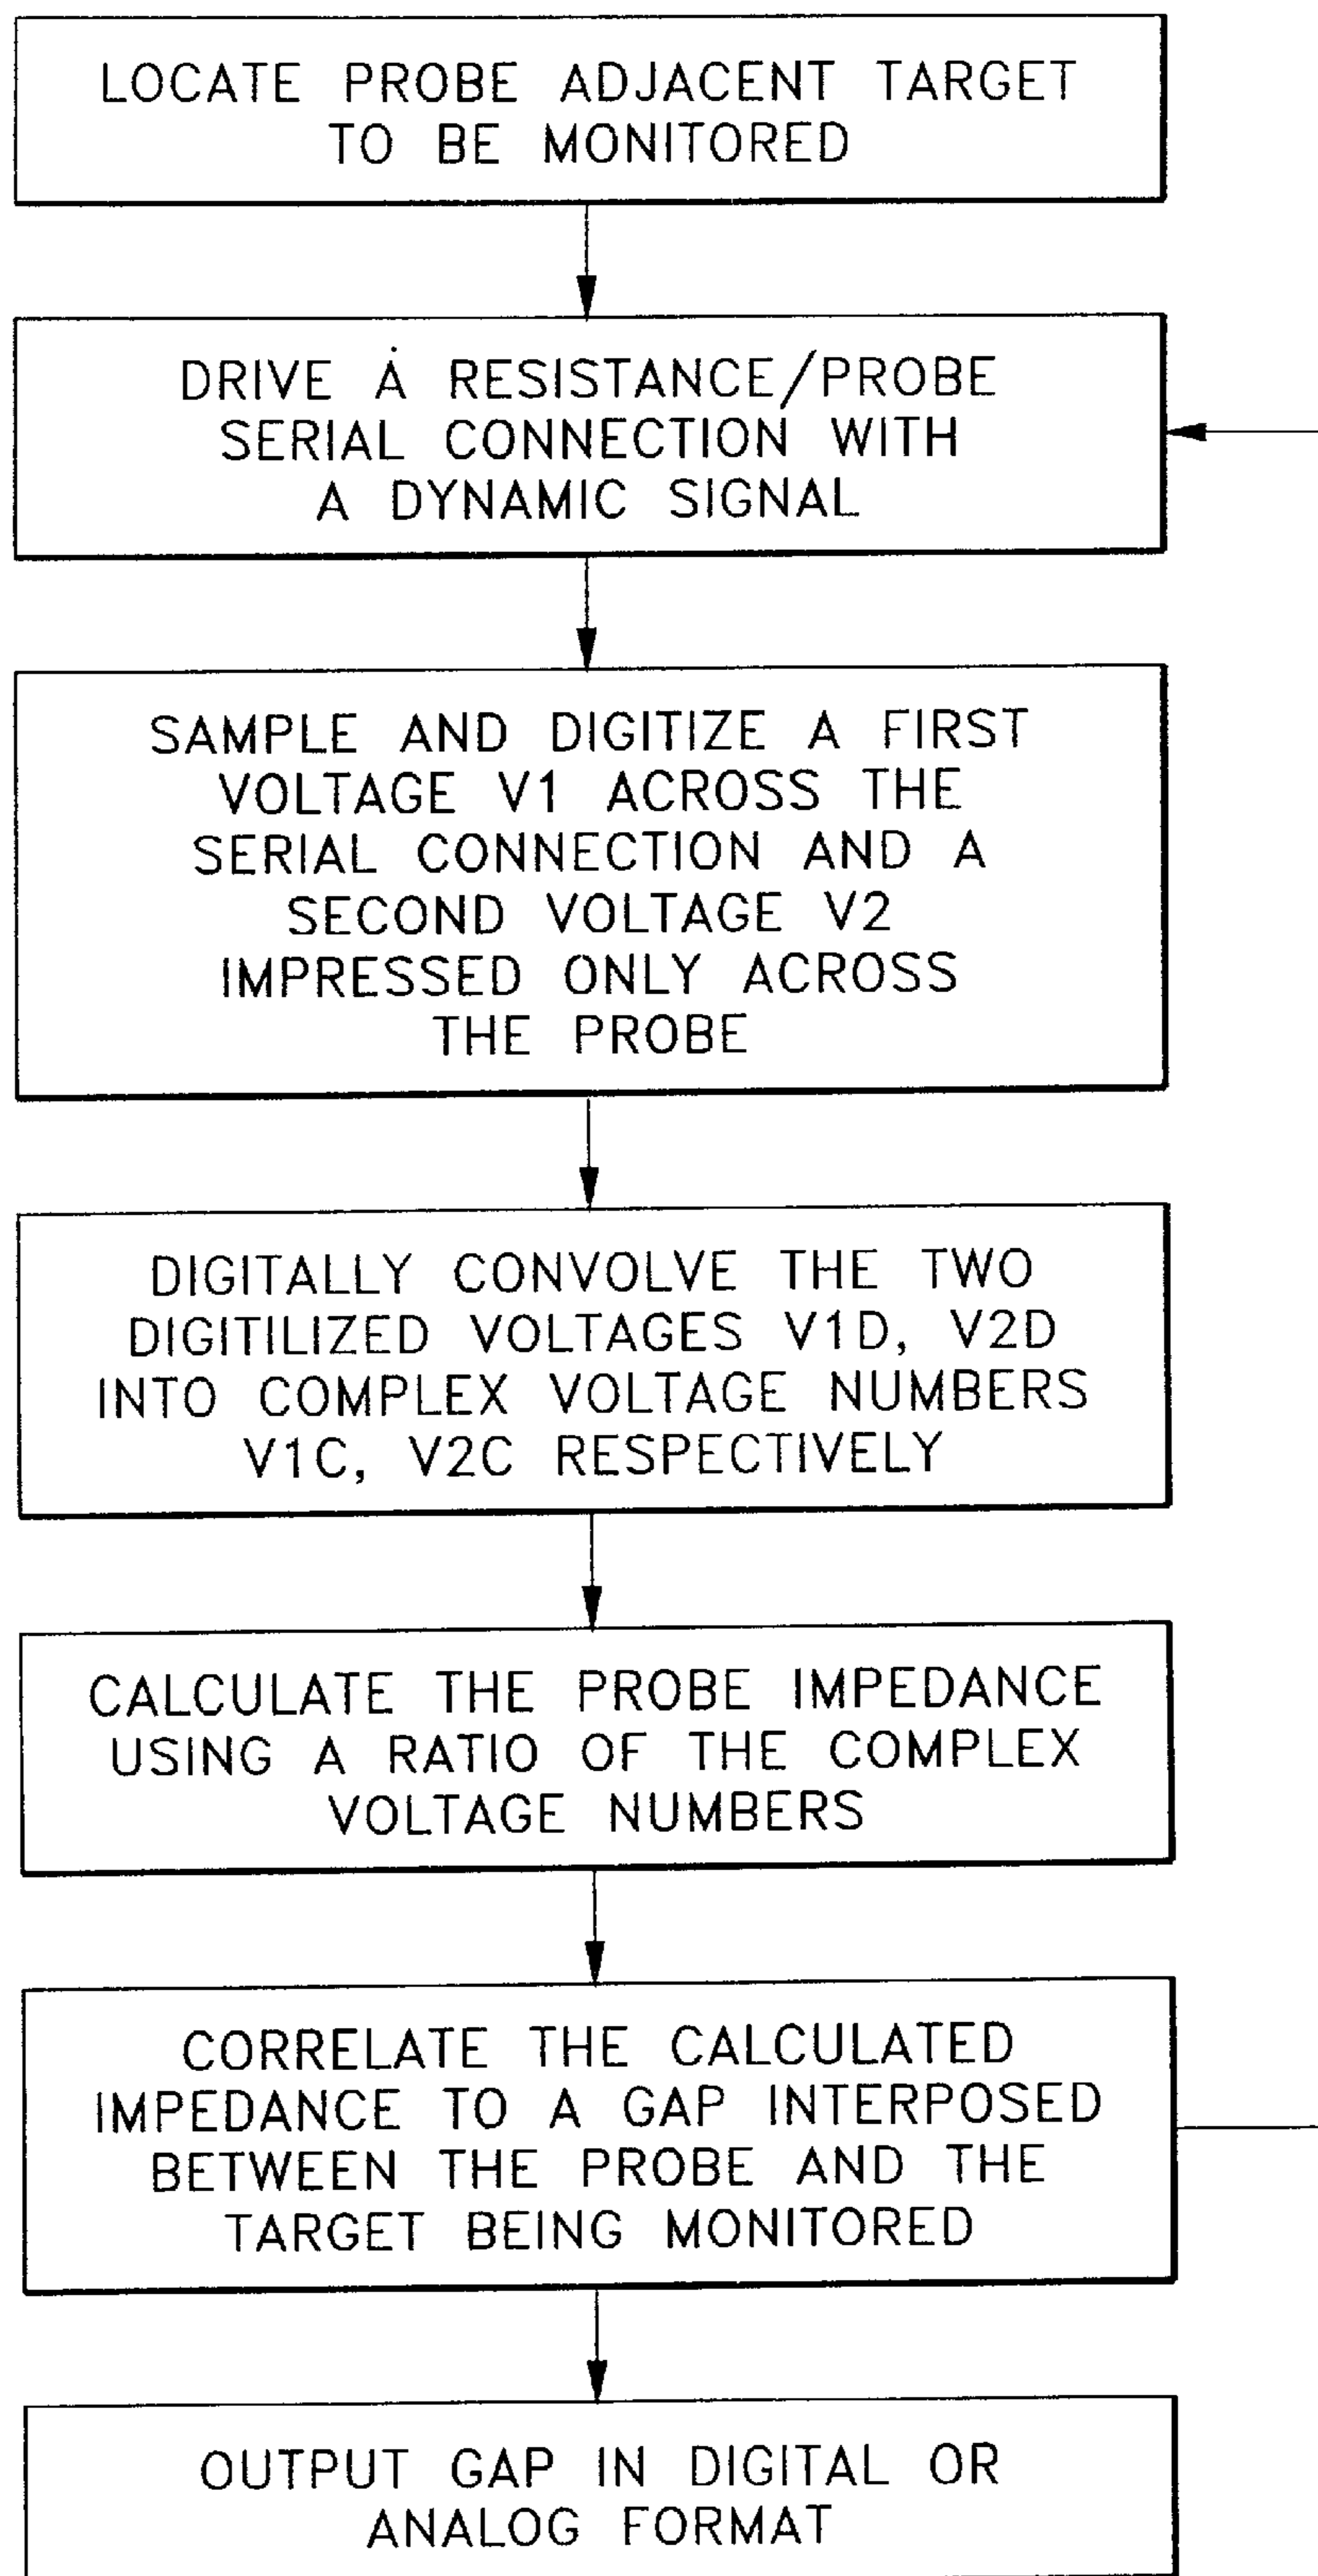 LOCATE PROBE ADJACENT TARGET
TO BE MONITORED
DRIVE A RESISTANCE/PROBE
SERIAL CONNECTION WITH
A DYNAMIC SIGNAL
SAMPLE AND DIGITIZE A FIRST
VOLTAGE V1 ACROSS THE
SERIAL CONNECTION AND A
SECOND VOLTAGE V2
IMPRESSED ONLY ACROSS
THE PROBE
DIGITALLY CONVOLVE THE TWO
DIGITILIZED VOLTAGES V1D, V2D
INTO COMPLEX VOLTAGE NUMBERS
V1C, V2C RESPECTIVELY
CALCULATE THE PROBE IMPEDANCE
USING A RATIO OF THE COMPLEX
VOLTAGE NUMBERS
CORRELATE THE CALCULATED
IMPEDANCE TO A GAP INTERPOSED
BETWEEN THE PROBE AND THE
TARGET BEING MONITORED
OUTPUT GAP IN DIGITAL OR
ANALOG FORMAT